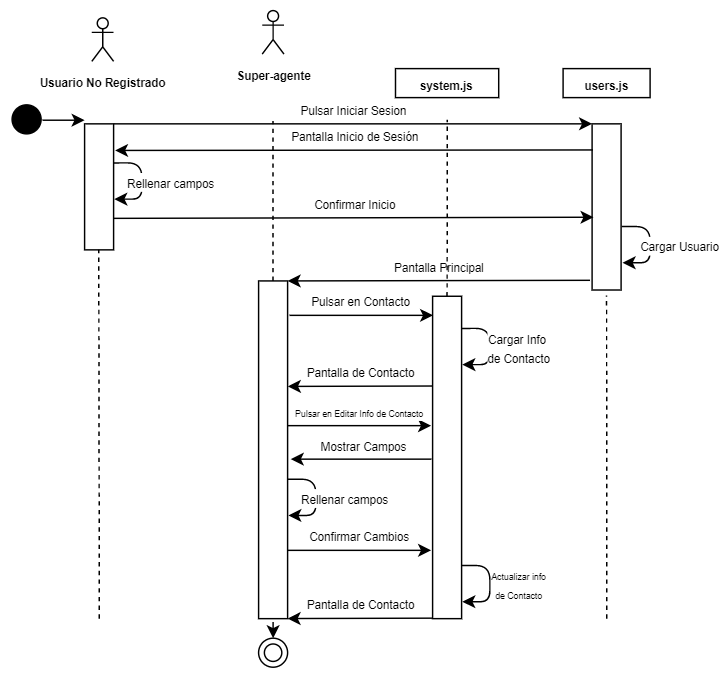 Usuario No Registrado
Super-agente
system.js
users.js
Pulsar Iniciar Sesion
Pantalla Inicio de Sesión
Rellenar campos
Confirmar Inicio
Cargar Usuario
Pantalla Principal
Pulsar en Contacto
Cargar Info
de Contacto
Pantalla de Contacto
Pulsar en Editar Info de Contacto
Mostrar Campos
Rellenar campos
Confirmar Cambios
Actualizar info
de Contacto
Pantalla de Contacto